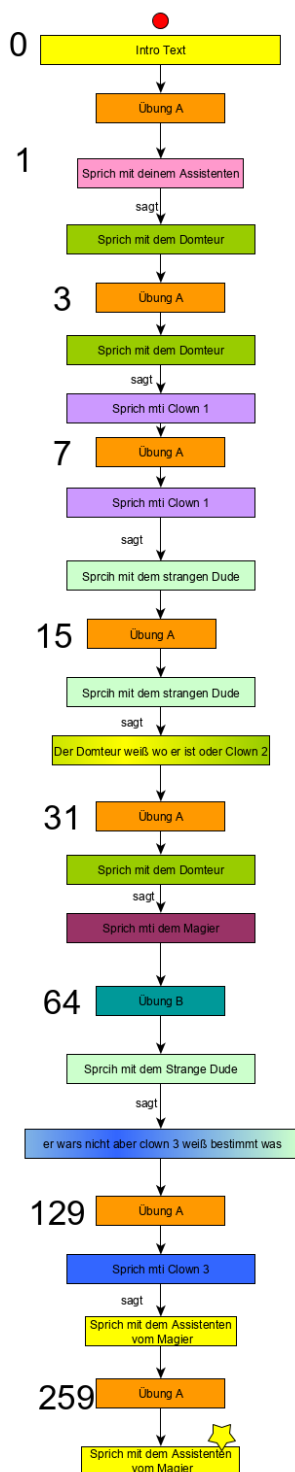 0
Intro Text
Übung A
1
Sprich mit deinem Assistenten
sagt
Sprich mit dem Domteur
3
Übung A
Sprich mit dem Domteur
sagt
Sprich mti Clown 1
7
Übung A
Sprich mti Clown 1
sagt
Sprcih mit dem strangen Dude
15
Übung A
Sprcih mit dem strangen Dude
sagt
Der Domteur weiß wo er ist oder Clown 2
31
Übung A
Sprich mit dem Domteur
sagt
Sprich mti dem Magier
64
Übung B
Sprcih mit dem Strange Dude
sagt
er wars nicht aber clown 3 weiß bestimmt was
129
Übung A
Sprich mti Clown 3
sagt
Sprich mit dem Assistenten
vom Magier
259
Übung A
Sprich mit dem Assistenten
vom Magier